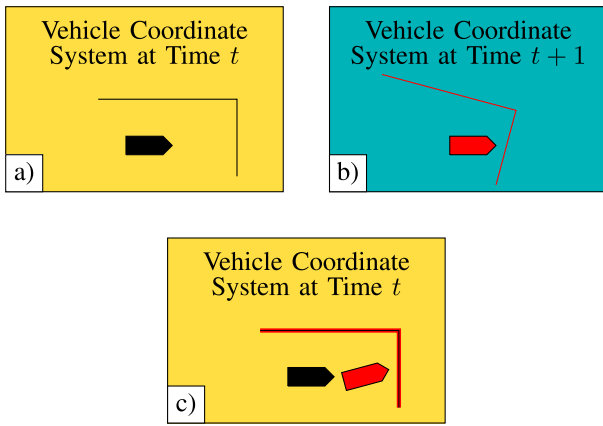 Vehicle Coordinate
System at Time t
a)
Vehicle Coordinate
System at Time t + 1
b)
Vehicle Coordinate
System at Time t
c)